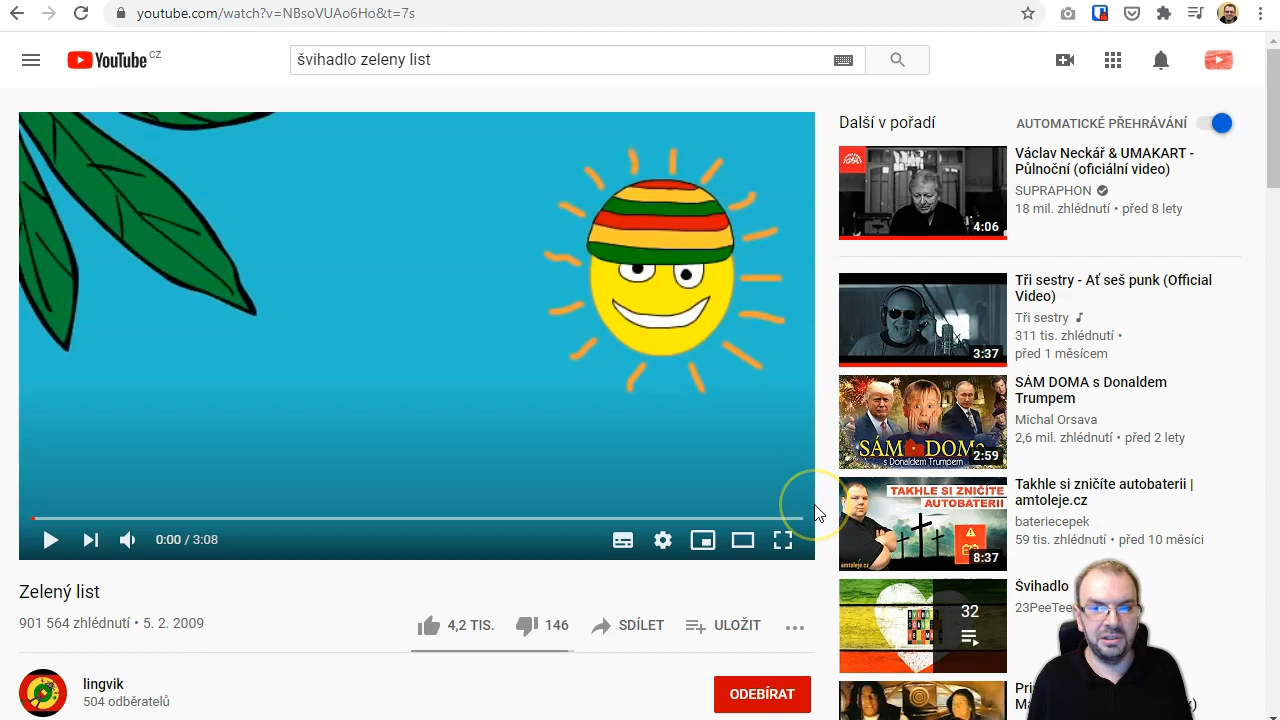 youtube.com/watch?v=NBsoVUAo6Ho&t=7s
YouTube CZ
švihadlo zeleny list
Další v pořadí
AUTOMATICKÉ PŘEHRÁVÁNÍ
Václav Neckář & UMAKART -
Půlnoční (oficiální video)
SUPRAPHON
18 mil. zhlédnutí • před 8 lety
4:06
Tři sestry - Ať seš punk (Official
Video)
Tři sestry
311 tis. zhlédnutí •
před 1 měsícem
3:37
SÁM DOMA s Donaldem
Trumpem
Michal Orsava
2,6 mil. zhlédnutí • před 2 lety
SÁM DOMA
s Donaldem Trumpem
2:59
Takhle si zničíte autobaterii |
amtoleje.cz
bateriecepek
59 tis. zhlédnutí • před 10 měsíci
TAKHLE SI ZNIČÍTE
AUTOBATERII
amtoleje.cz
8:37
Švihadlo
23PeeTee
32
Pri
Ma
0:00 / 3:08
Zelený list
901 564 zhlédnutí • 5. 2. 2009
4,2 TIS.
146
SDÍLET
ULOŽIT
lingvik
504 odběratelů
ODEBÍRAT